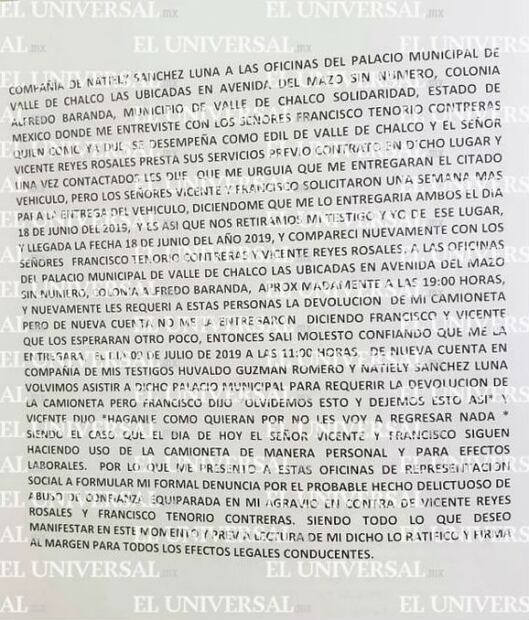 COMPAÑÍA DE NATIELY SANCHEZ LUNA A LAS OFICINAS DEL PALACIO MUNICIPAL DE
VALLE DE CHALCO LAS UBICADAS EN AVENIDA DEL MAZO SIN NUMERO, COLONIA
ALFREDO BARANDA, MUNICIPIO DE VALLE DE CHALCO SOLIDARIDAD, ESTADO DE
MEXICO DONDE ME ENTREVISTE CON LOS SEÑORES FRANCISCO TENORIO CONTRERAS
QUIEN COMO YA DIJE SE DESEMPEÑA COMO EDIL DE VALLE DE CHALCO Y EL SEÑOR
VICENTE REYES ROSALES PRESTA SUS SERVICIOS PREVIO CONTRATO EN DICHO LUGAR Y
UNA VEZ CONTACTADOS LES DIJE QUE ME URGUIA QUE ME ENTREGARAN EL CITADO
VEHICULO, PERO LOS SEÑORES VICENTE Y FRANCISCO SOLICITARON UNA SEMANA MAS
PARA LA ENTREGA DEL VEHICULO, DICIENDOME QUE ME LO ENTREGARIA AMBOS EL DIA
18 DE JUNIO DEL 2019, Y ES ASI QUE NOS RETIRAMOS MI TESTIGO Y YO DE ESE LUGAR,
Y LLEGADA LA FECHA 18 DE JUNIO DEL AÑO 2019, Y COMPARECI NUEVAMENTE CON LOS
SEÑORES FRANCISCO TENORIO CONTRERAS Y VICENTE REYES ROSALES, A LAS OFICINAS
DEL PALACIO MUNICIPAL DE VALLE DE CHALCO LAS UBICADAS EN AVENIDA DEL MAZO
SIN NUMERO, COLONIA ALFREDO BARANDA, APROXIMADAMENTE A LAS 19:00 HORAS,
Y NUEVAMENTE LES REQUERI A ESTAS PERSONAS LA DEVOLUCION DE MI CAMIONETA
PERO DE NUEVA CUENTA NO ME LA ENTREGARON DICIENDO FRANCISCO Y VICENTE
QUE LOS ESPERARAN OTRO POCO, ENTONCES SALI MOLESTO CONFIANDO QUE ME LA
ENTREGARA, EN DIA 09 DE JULIO DE 2019 A LAS 11:00 HORAS DE NUEVA CUENTA EN
COMPAÑÍA DE MIS TESTIGOS HUVALDO GUZMAN ROMERO Y NATIELY SANCHEZ LUNA
VOLVIMOS ASISTIR A DICHO PALACIO MUNICIPAL PARA REQUERIR LA DEVOLUCION DE
LA CAMIONETA PERO FRANCISCO DIJO "OLVIDEMOS ESTO Y DEJEMOS ESTO ASI" Y
VICENTE DIJO "HAGANLE COMO QUIERAN POR NO LES VOY A REGRESAR NADA "
SIENDO EL CASO QUE EL DIA DE HOY EL SEÑOR VICENTE Y FRANCISCO SIGUEN
HACIENDO USO DE MI CAMIONETA DE MANERA PERSONAL Y PARA EFECTOS
LABORALES. POR LO QUE ME PRESENTO A ESTAS OFICINAS DE REPRESENTACION
SOCIAL A FORMULAR MI FORMAL DENUNCIA POR EL PROBABLE HECHO DELICTUOSO DE
ABUSO DE CONFIANZA EQUIPARADA EN MI AGRAVIO EN CONTRA DE VICENTE REYES
ROSALES Y FRANCISCO TENORIO CONTRERAS. SIENDO TODO LO QUE DESEO
MANIFESTAR EN ESTE MOMENTO Y PREVIA LECTURA DE MI DICHO LO RATIFICO Y FIRMA
AL MARGEN PARA TODOS LOS EFECTOS LEGALES CONDUCENTES.
EL UNIVERSAL.mx